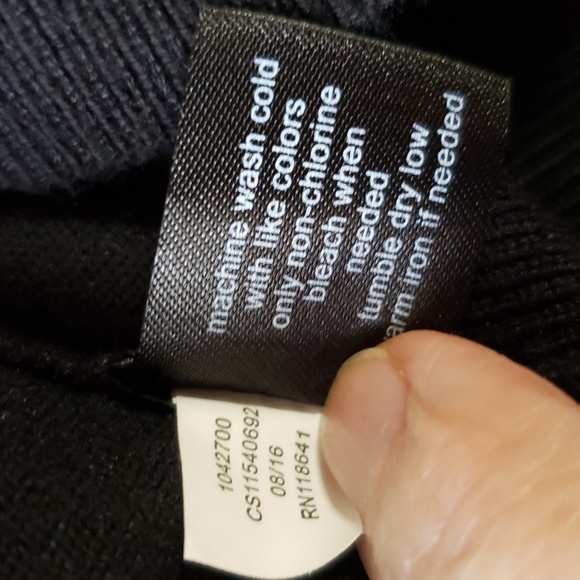 machine wash cold
with like colors
only non-chlorine
bleach when
needed
tumble dry low
arm iron if needed
1042700
CS11540692
08/16
RN118641